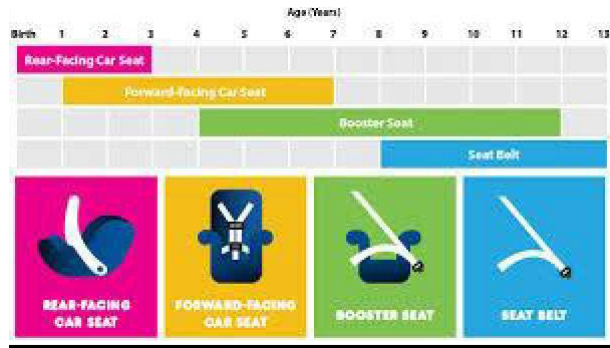 Age (Years)
Birth 1 2 3 4 5 6 7 8 9 10 11 12 13
Rear-Facing Car Seat
Forward-Facing Car Seat
Booster Seat
Seat Belt
REAR-FACING
CAR SEAT
FORWARD-FACING
CAR SEAT
BOOSTER SEAT
SEAT BELT